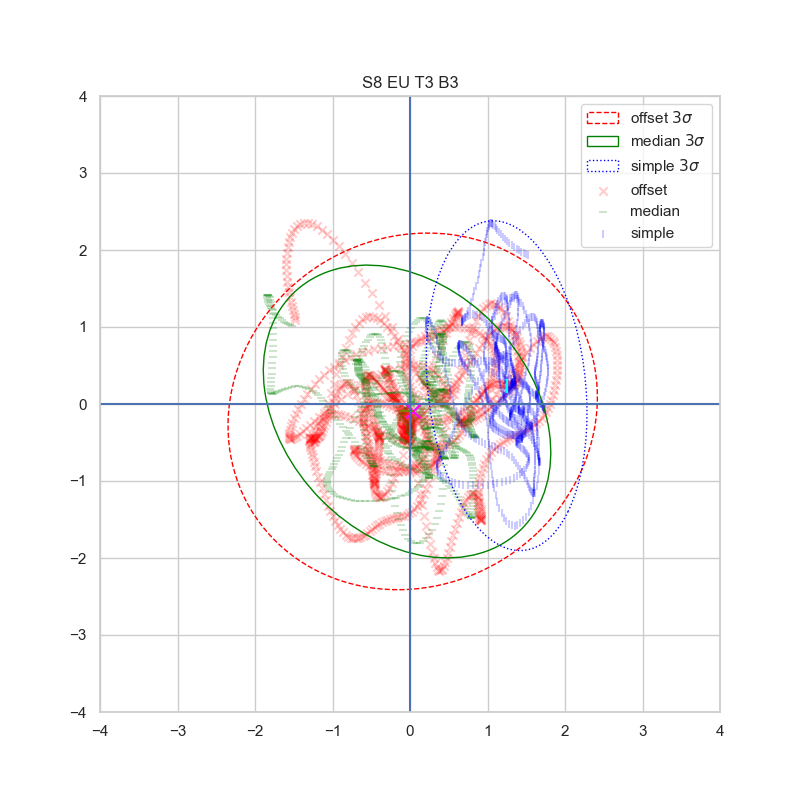 S8 EU T3 B3
4
3
2
1
0
−1
−2
−3
−4
−4
−3
−2
−1
0
1
2
3
4
offset 3σ
median 3σ
simple 3σ
offset
median
simple